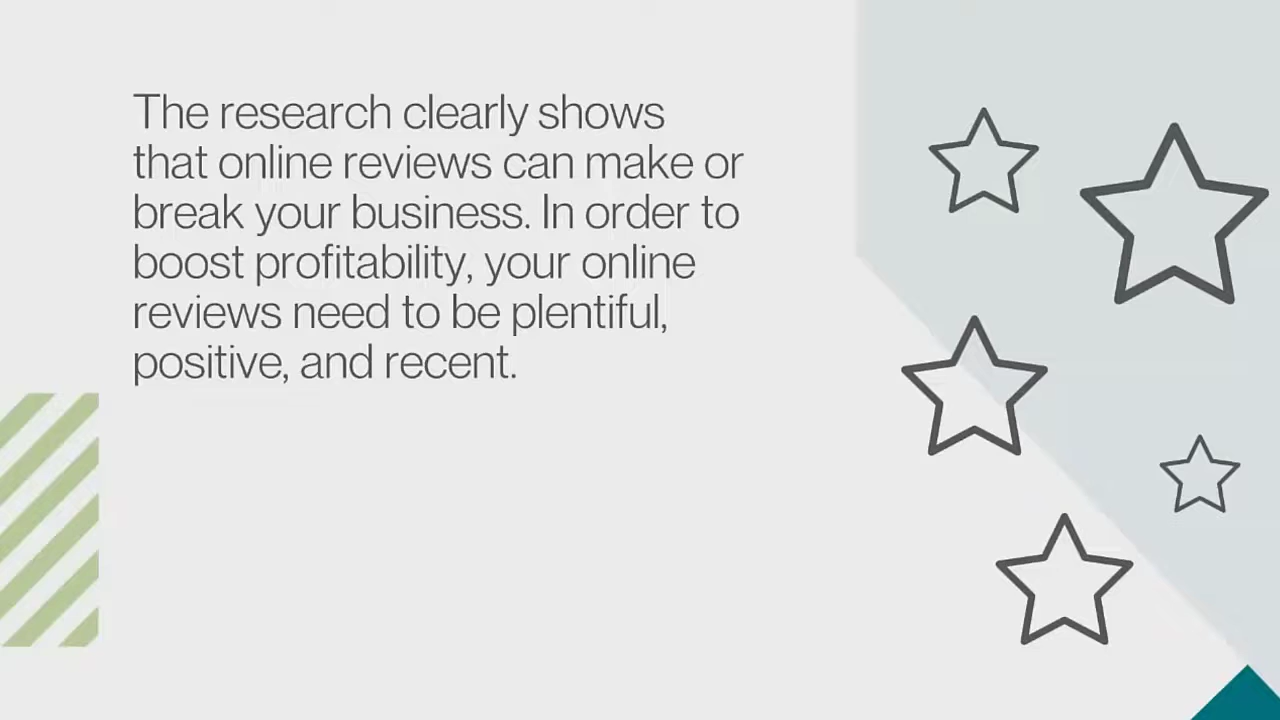 The research clearly shows
that online reviews can make or
break your business. In order to
boost profitability, your online
reviews need to be plentiful,
positive, and recent.